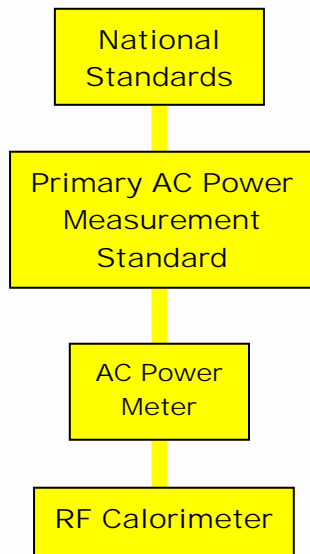 National
Standards
Primary AC Power
Measurement
Standard
AC Power
Meter
RF Calorimeter